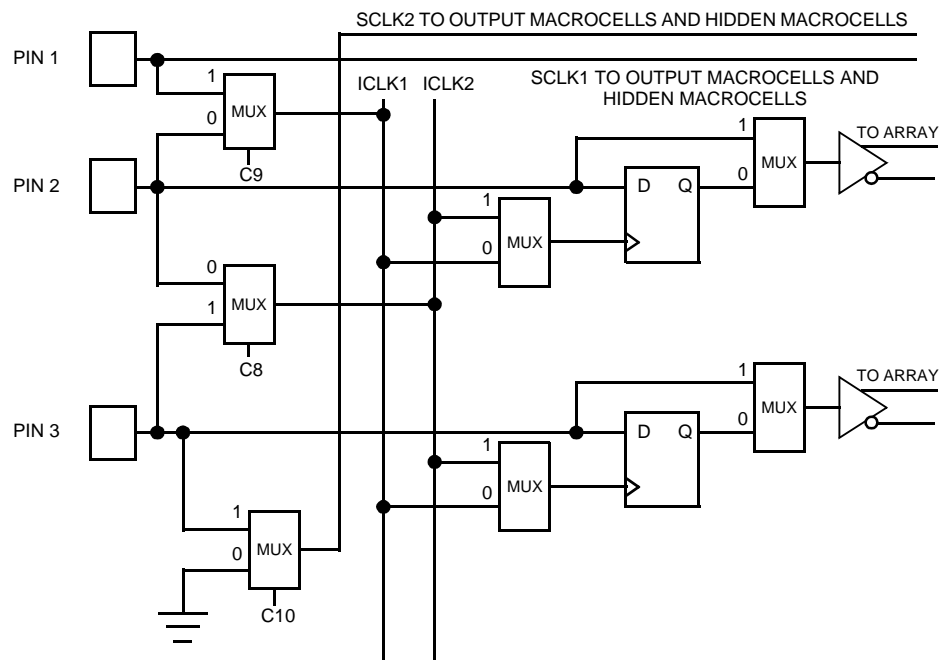 SCLK2 TO OUTPUT MACROCELLS AND HIDDEN MACROCELLS
PIN 1
ICLK1
ICLK2
SCLK1 TO OUTPUT MACROCELLS AND
HIDDEN MACROCELLS
1
MUX
0
C9
1
MUX
0
TO ARRAY
PIN 2
D Q
1
MUX
0
0
MUX
1
C8
1
MUX
0
TO ARRAY
PIN 3
D Q
1
MUX
0
1
MUX
0
C10